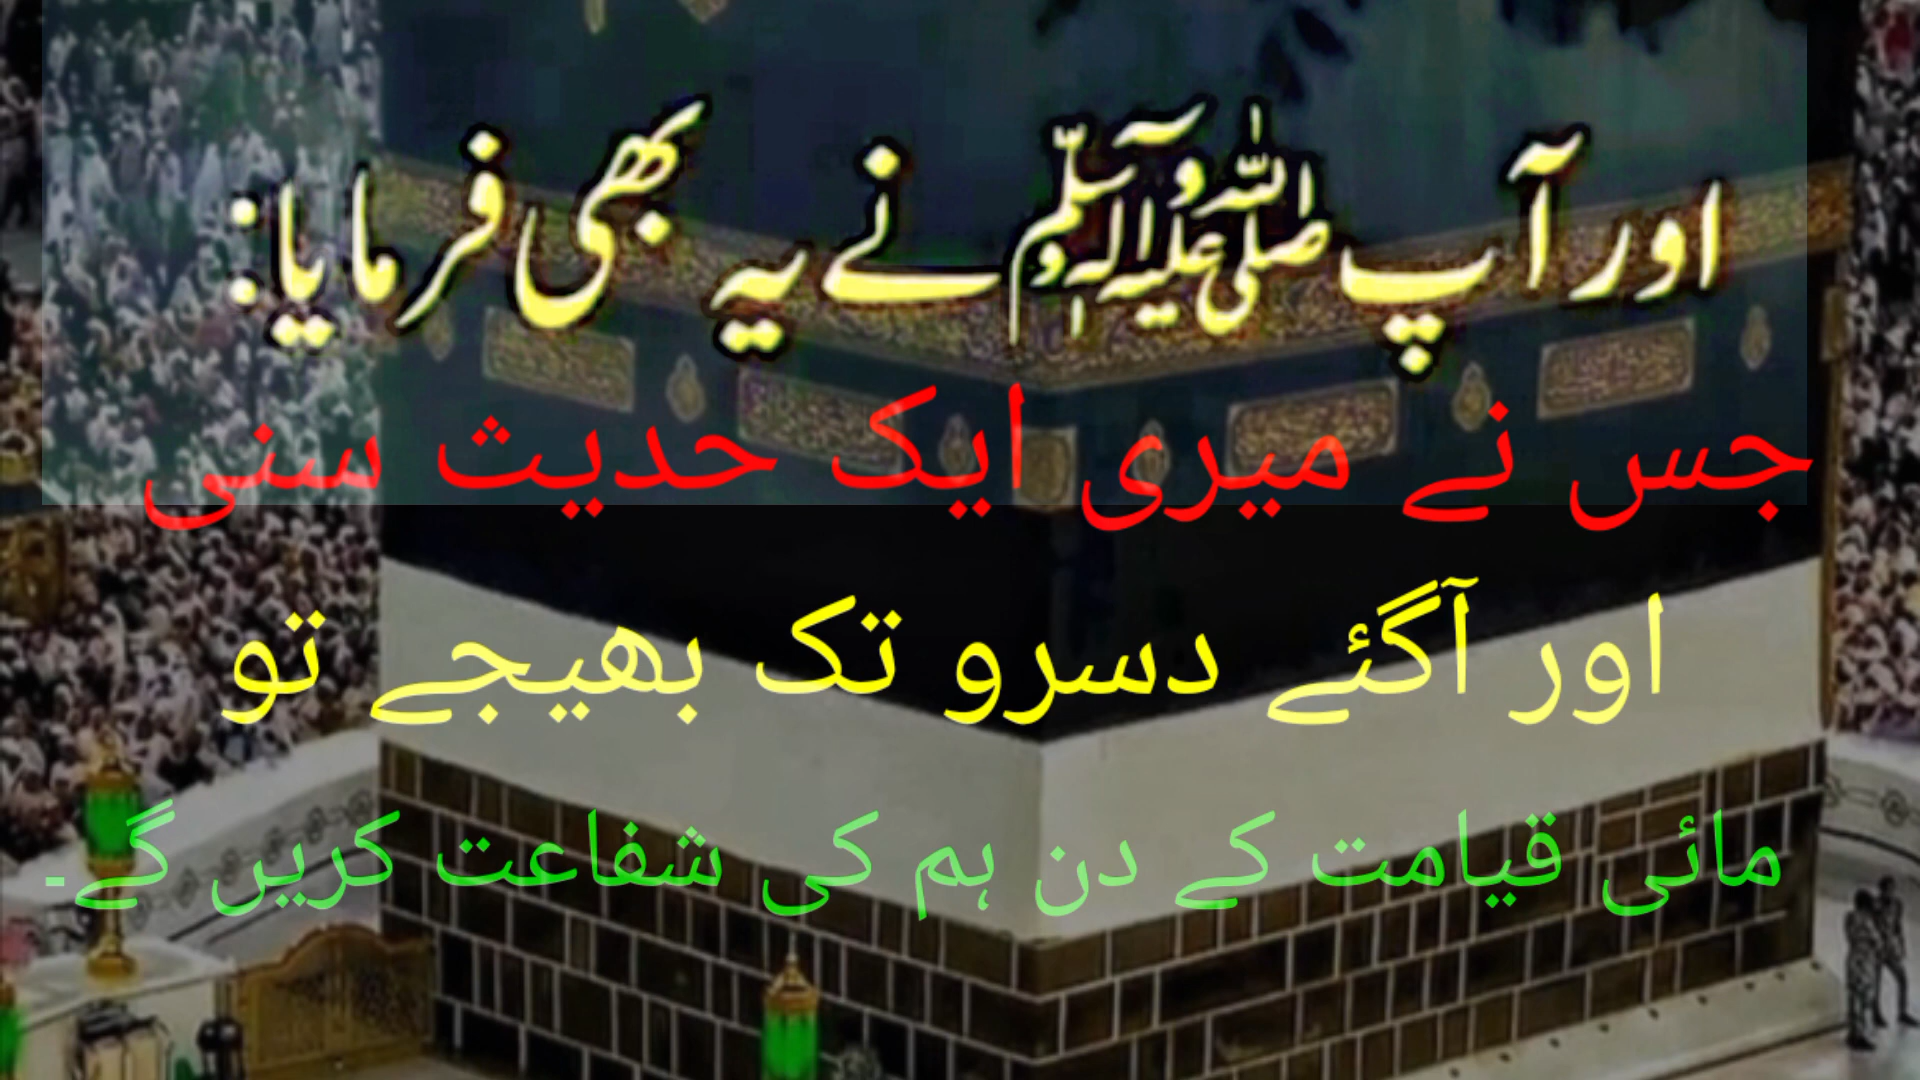 اور آپ صلی اللہ علیہ وآلہ وسلم نے یہ بھی فرمایا:
جس نے میری ایک حدیث سنی
اور آگئے دسرو تک بھیجے تو
مائی قیامت کے دن ہم کی شفاعت کریں گے۔